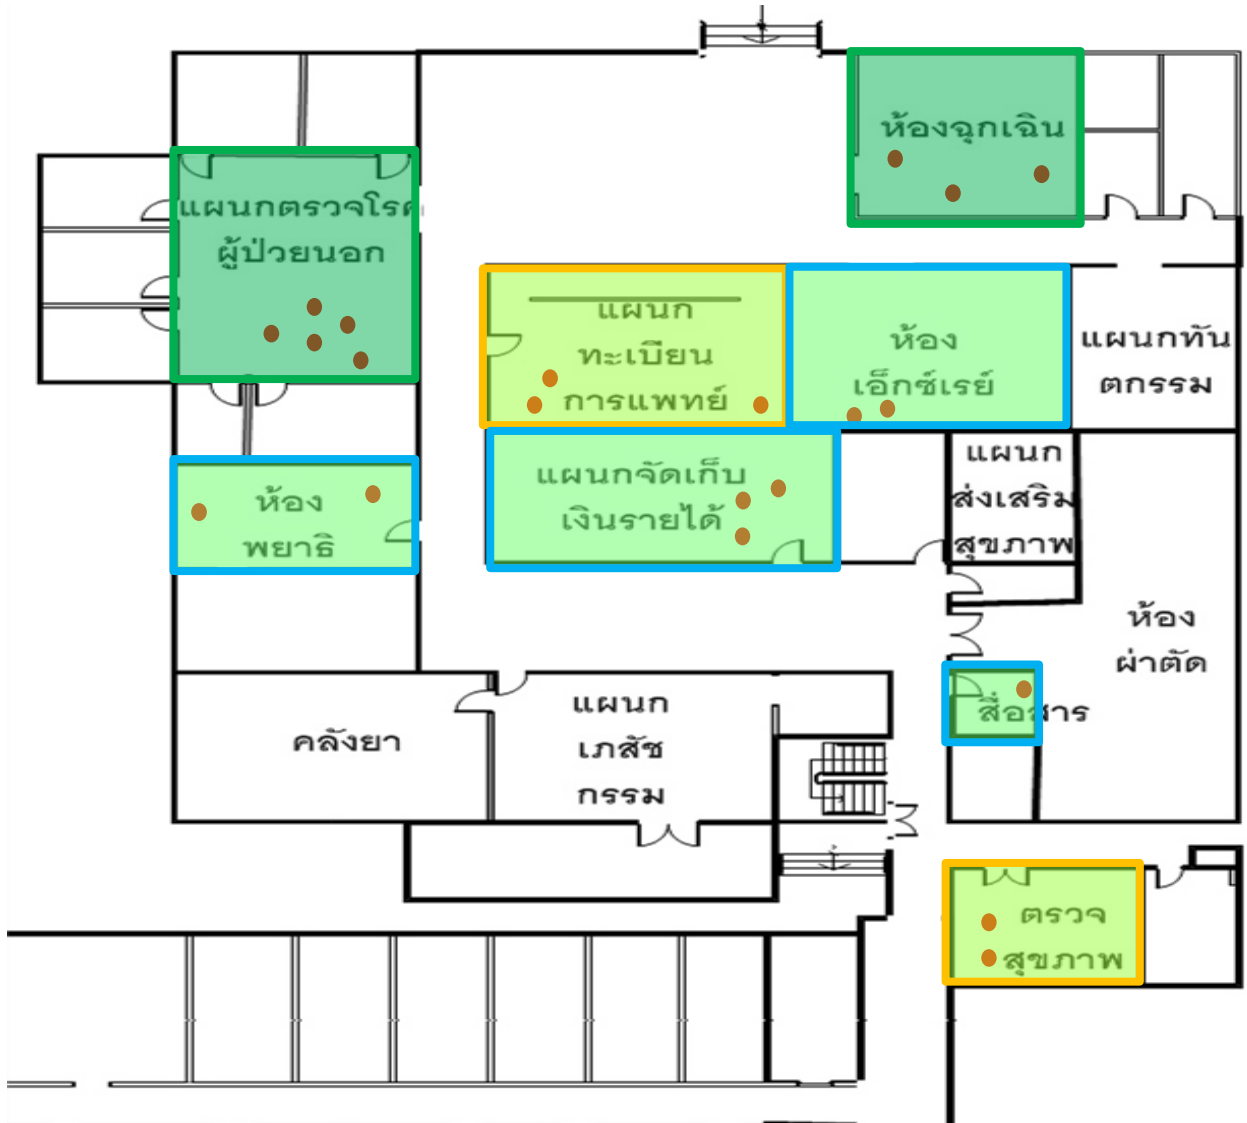 ห้องฉุกเฉิน
แผนกตรวจโรค
ผู้ป่วยนอก
แผนก
ทะเบียน
การแพทย์
ห้อง
เอ็กซ์เรย์
แผนกทัน
ตกรรม
ห้อง
พยาธิ
แผนกจัดเก็บ
เงินรายได้
แผนก
ส่งเสริม
สุขภาพ
ห้อง
ผ่าตัด
สื่อสาร
คลังยา
แผนก
เภสัช
กรรม
ตรวจ
สุขภาพ